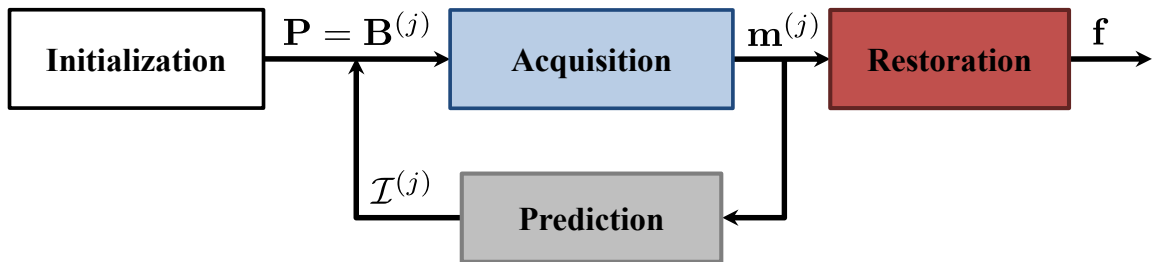 Initialization
P = B^(j)
Acquisition
m^(j)
Restoration
f
I^(j)
Prediction